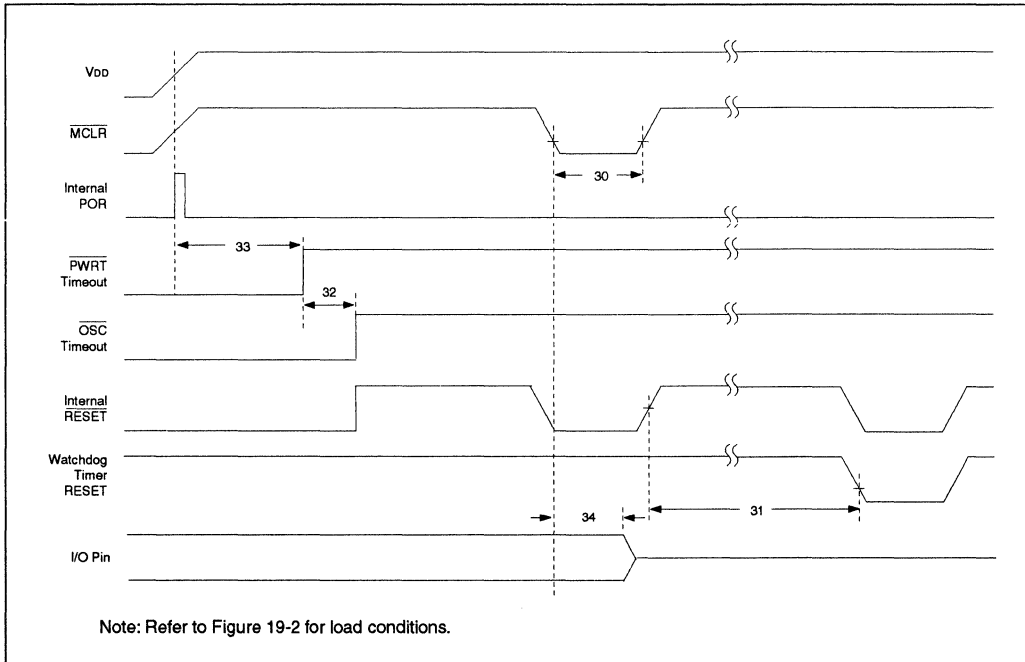 VDD
MCLR
30
Internal
POR
33
PWRT
Timeout
32
OSC
Timeout
Internal
RESET
Watchdog
Timer
RESET
31
34
I/O Pin
Note: Refer to Figure 19-2 for load conditions.